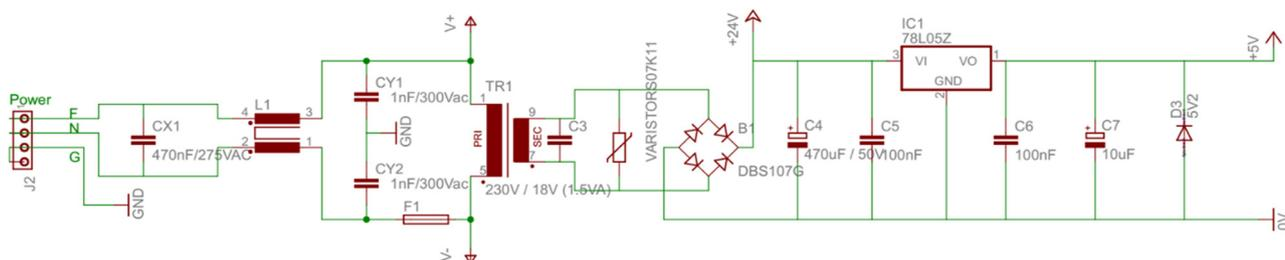 Power
F
N
G
J2
GND
CX1
470nF/275VAC
4
L1
3
2
1
CY1
1nF/300Vac
GND
CY2
1nF/300Vac
F1
V+
V-
TR1
1
5
PRI
SEC
9
7
230V / 18V (1.5VA)
C3
VARISTORS07K11
B1
DBS107G
+24V
C4
470uF / 50V
C5
100nF
IC1
78L05Z
3
VI
VO
1
GND
2
C6
100nF
C7
10uF
D3
5V2
+5V
0V